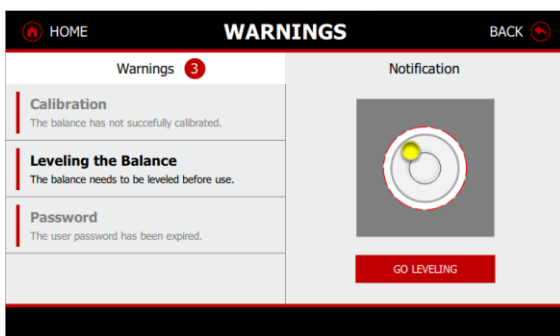 HOME
WARNINGS
BACK
Warnings 3
Notification
Calibration
The balance has not succefully calibrated.
Leveling the Balance
The balance needs to be leveled before use.
Password
The user password has been expired.
GO LEVELING